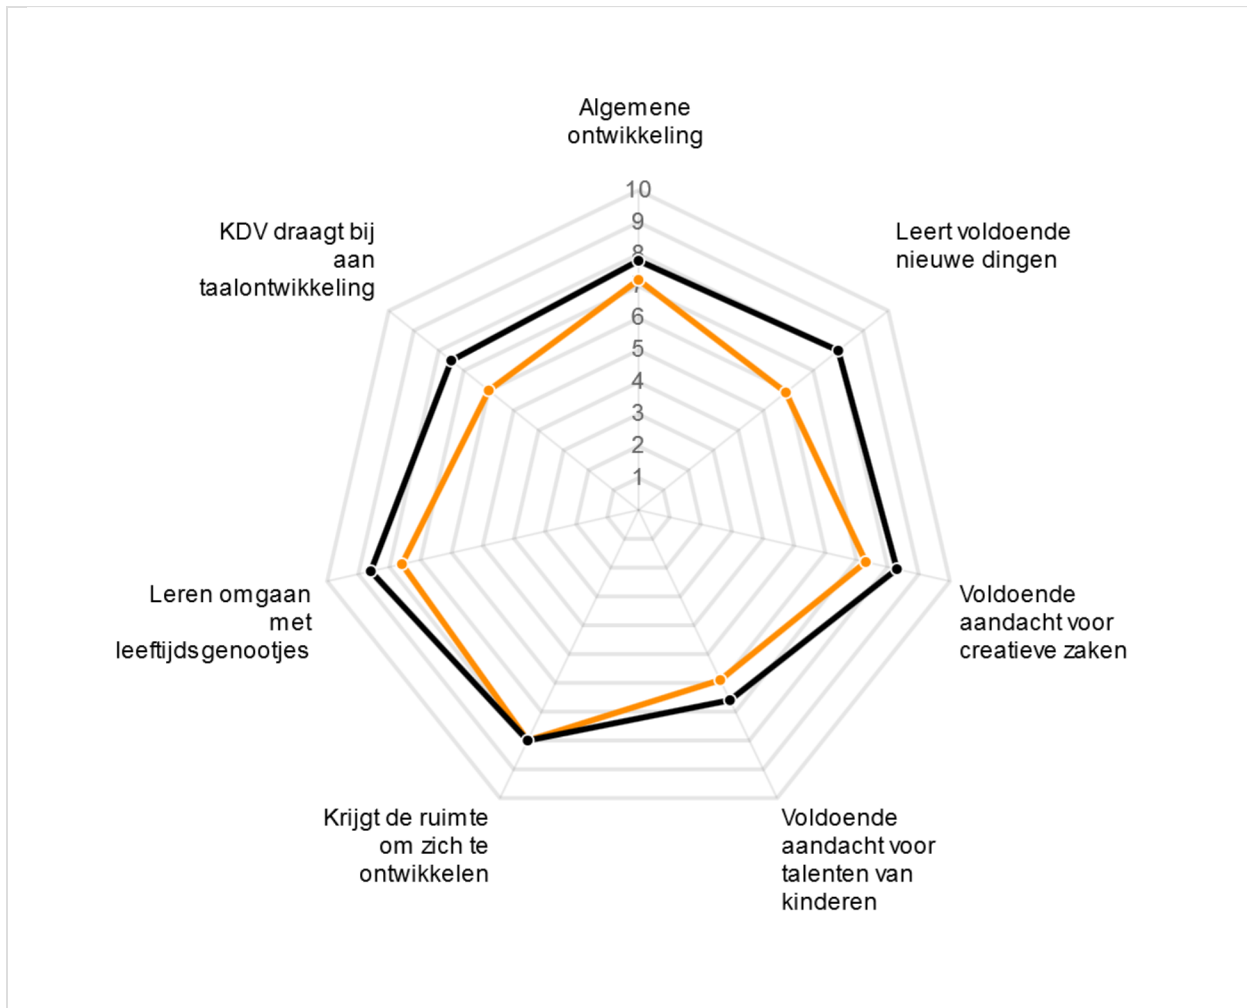 Algemene
ontwikkeling
Leert voldoende
nieuwe dingen
Voldoende
aandacht voor
creatieve zaken
Voldoende
aandacht voor
talenten van
kinderen
Krijgt de ruimte
om zich te
ontwikkelen
Leren omgaan
met
leeftijdsgenootjes
KDV draagt bij
aan
taalontwikkeling
10
9
8
7
6
5
4
3
2
1